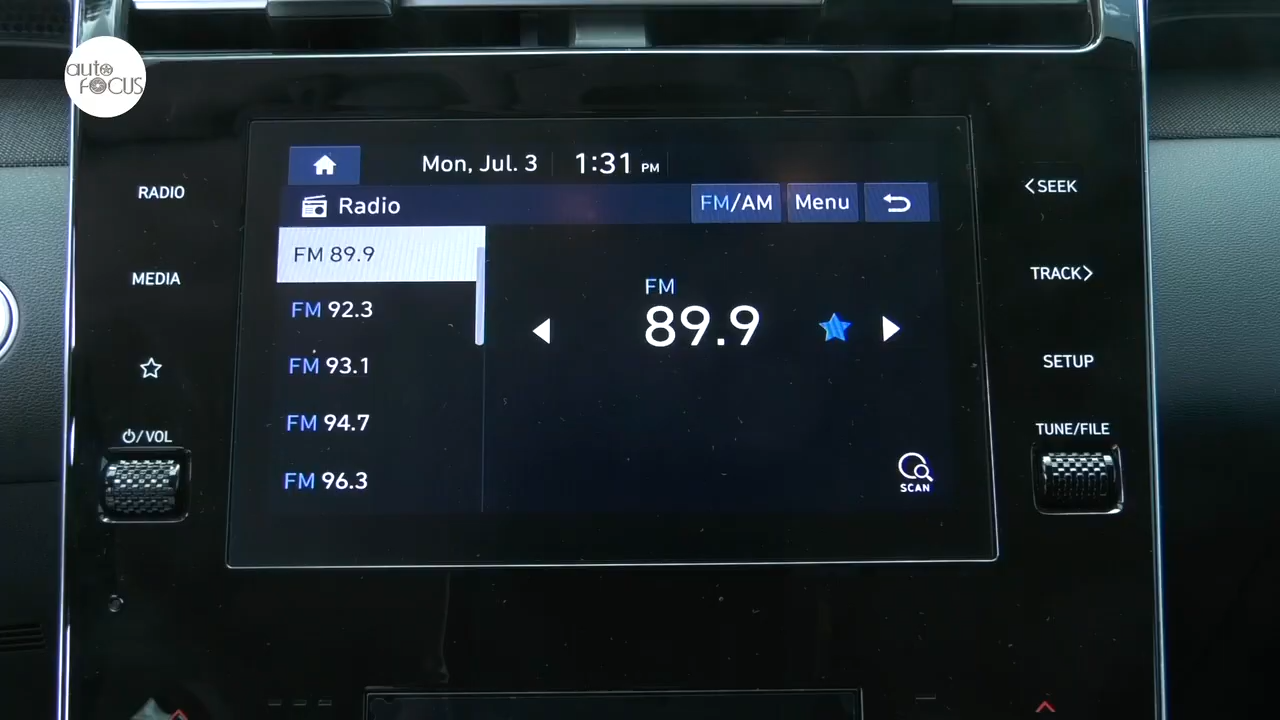 auto
FOCUS
Mon, Jul. 3 1:31 PM
Radio FM/AM Menu
FM 89.9
FM 92.3
FM 93.1
FM 94.7
FM 96.3
FM
89.9
SCAN
RADIO
MEDIA
VOL
<SEEK
TRACK>
SETUP
TUNE/FILE